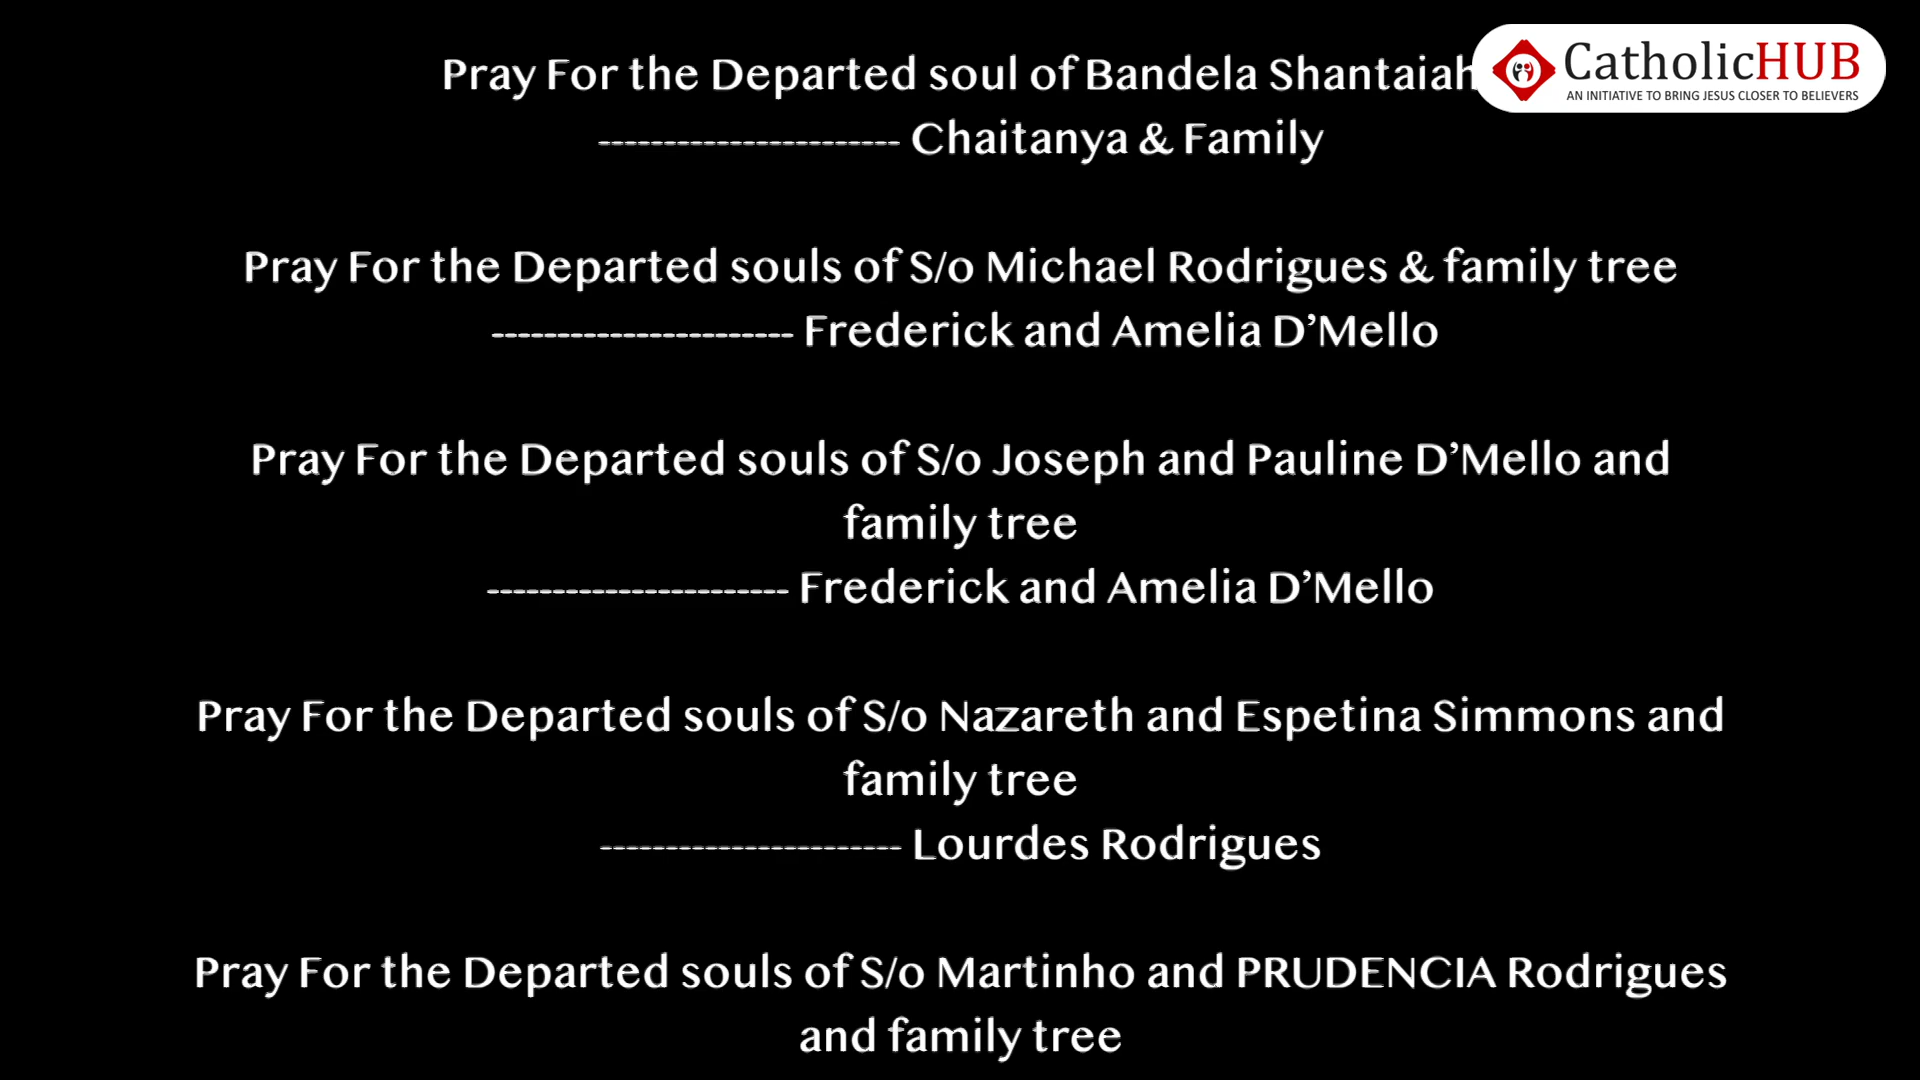 Pray For the Departed soul of Bandela Shantaiah
CatholicHUB
AN INITIATIVE TO BRING JESUS CLOSER TO BELIEVERS
----------------------- Chaitanya & Family
Pray For the Departed souls of S/o Michael Rodrigues & family tree
----------------------- Frederick and Amelia D’Mello
Pray For the Departed souls of S/o Joseph and Pauline D’Mello and
family tree
----------------------- Frederick and Amelia D’Mello
Pray For the Departed souls of S/o Nazareth and Espetina Simmons and
family tree
----------------------- Lourdes Rodrigues
Pray For the Departed souls of S/o Martinho and PRUDENCIA Rodrigues
and family tree